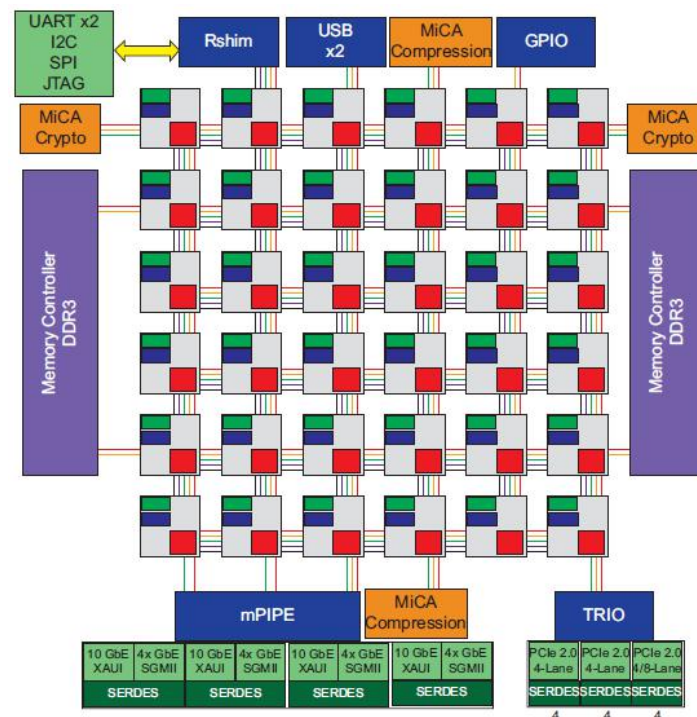 UART x2
I2C
SPI
JTAG
Rshim
USB
x2
MiCA
Compression
GPIO
MiCA
Crypto
MiCA
Crypto
Memory Controller
DDR3
Memory Controller
DDR3
mPIPE
MiCA
Compression
TRIO
10 GbE
XAUI
4x GbE
SGMII
10 GbE
XAUI
4x GbE
SGMII
10 GbE
XAUI
4x GbE
SGMII
10 GbE
XAUI
4x GbE
SGMII
PCIe 2.0
4-Lane
PCIe 2.0
4-Lane
PCIe 2.0
4/8-Lane
SERDES
SERDES
SERDES
SERDES
SERDES
SERDES
SERDES
4
4
4